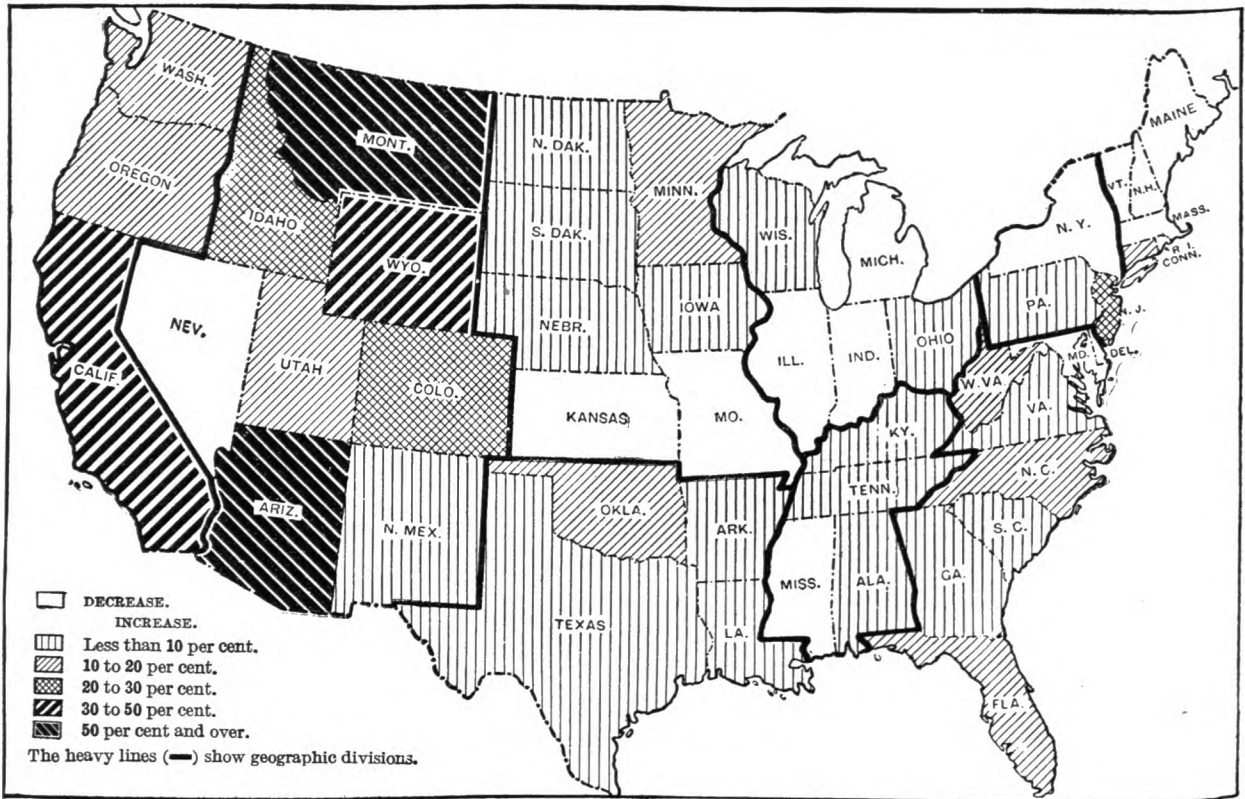 WASH.
OREGON
CALIF.
NEV.
IDAHO
MONT.
WYO.
UTAH
COLO.
ARIZ.
N. MEX.
N. DAK.
S. DAK.
NEBR.
KANSAS
OKLA.
TEXAS
MINN.
IOWA
MO.
ARK.
LA.
WIS.
MICH.
ILL.
IND.
OHIO
KY.
TENN.
MISS.
ALA.
MAINE
VT.
N.H.
MASS.
R. I.
CONN.
N. Y.
PA.
N. J.
DEL.
MD.
W. VA.
VA.
N. C.
S. C.
GA.
FLA.
DECREASE.
INCREASE.
Less than 10 per cent.
10 to 20 per cent.
20 to 30 per cent.
30 to 50 per cent.
50 per cent and over.
The heavy lines (━) show geographic divisions.